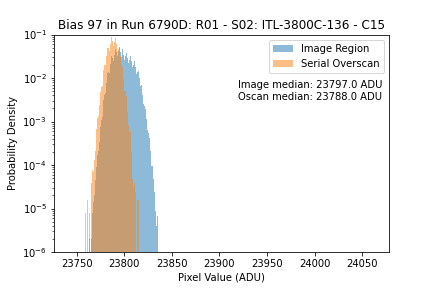 Bias 97 in Run 6790D: R01 - S02: ITL-3800C-136 - C15
Image Region
Serial Overscan
Image median: 23797.0 ADU
Oscan median: 23788.0 ADU
Probability Density
10⁻¹
10⁻²
10⁻³
10⁻⁴
10⁻⁵
10⁻⁶
23750 23800 23850 23900 23950 24000 24050
Pixel Value (ADU)